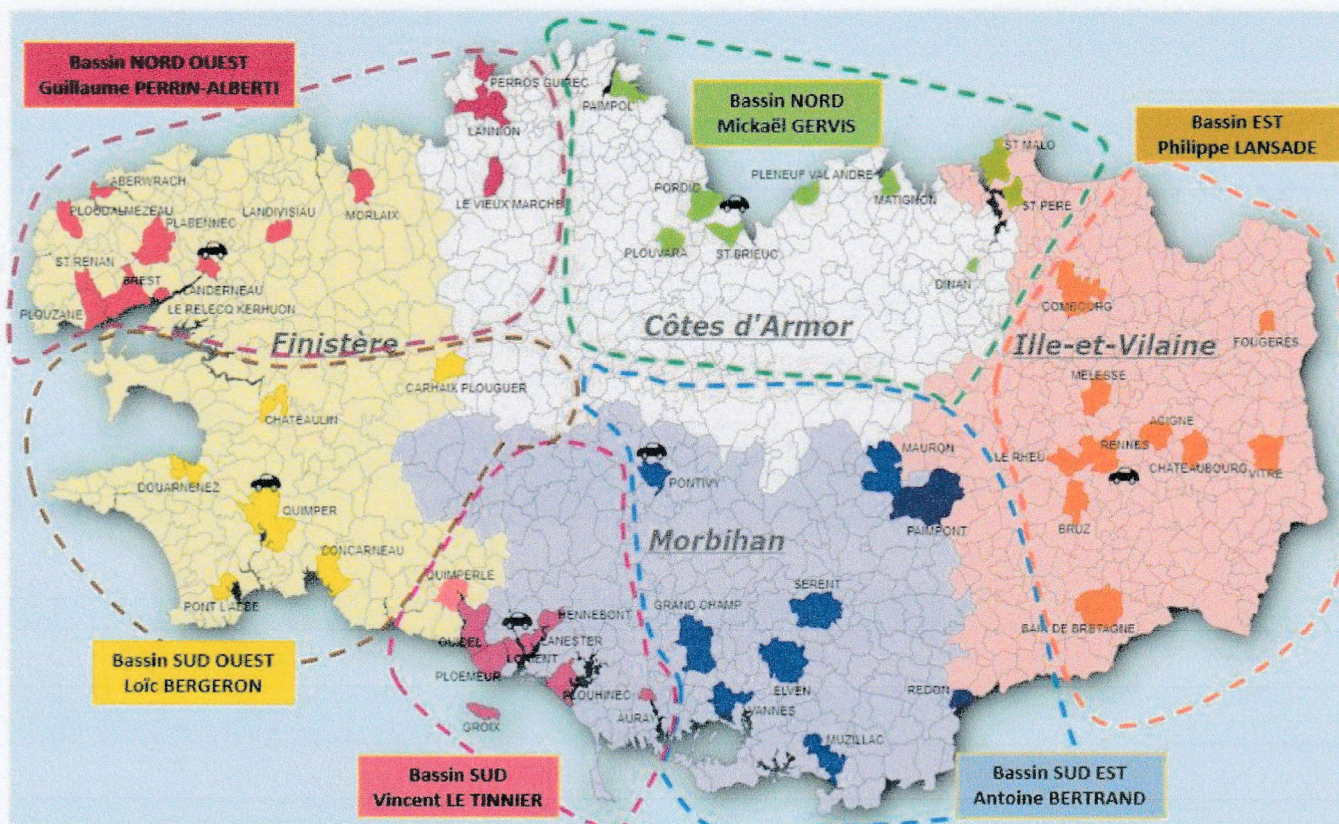 Bassin NORD OUEST
Guillaume PERRIN-ALBERTI
Bassin NORD
Mickaël GERVIS
Bassin EST
Philippe LANSADE
PERROS GUIREC
LANNION
LE VIEUX MARCHE
PAIMPOL
PORDIC
PLENEUF VAL ANDRE
MATIGNON
ST MALO
ST PERE
PLOUVARA
ST BRIEUC
DINAN
ABERWRACH
PLOUDALMEZEAU
PLABENNEC
LANDIVISIAU
MORLAIX
ST RENAN
BREST
LANDERNEAU
LE RELECQ KERHUON
PLOUZANE
Finistère
Côtes d'Armor
Ille-et-Vilaine
COMBOURG
FOUGERES
MELESSE
ACIGNE
LE RHEU
RENNES
CHATEAUBOURG
VITRE
BRUZ
BAIN DE BRETAGNE
CARHAIX PLOUGUER
CHATEAULIN
DOUARNENEZ
QUIMPER
CONCARNEAU
PONT L'ABBE
MAURON
PONTIVY
PAIMPONT
Morbihan
SERENT
GRAND CHAMP
ELVEN
VANNES
REDON
MUZILLAC
QUIMPERLE
HENNEBONT
GUIDEL
LANESTER
LORIENT
PLOEMEUR
PLOUHINEC
AURAY
GROIX
Bassin SUD OUEST
Loïc BERGERON
Bassin SUD
Vincent LE TINNIER
Bassin SUD EST
Antoine BERTRAND